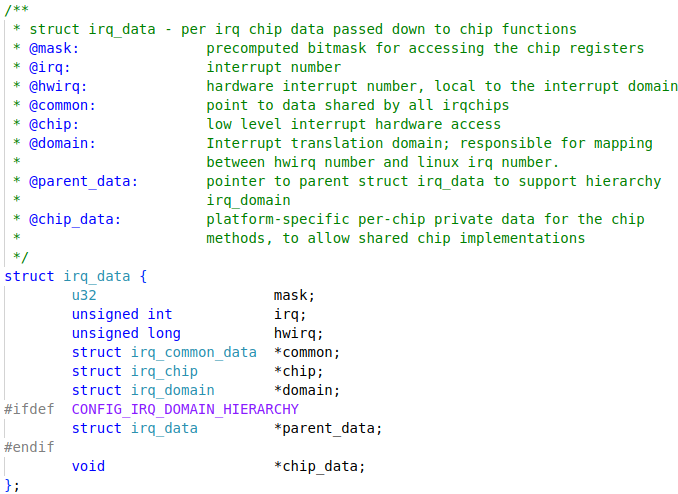 /**
 * struct irq_data - per irq chip data passed down to chip functions
 * @mask: precomputed bitmask for accessing the chip registers
 * @irq: interrupt number
 * @hwirq: hardware interrupt number, local to the interrupt domain
 * @common: point to data shared by all irqchips
 * @chip: low level interrupt hardware access
 * @domain: Interrupt translation domain; responsible for mapping
 * between hwirq number and linux irq number.
 * @parent_data: pointer to parent struct irq_data to support hierarchy
 * irq_domain
 * @chip_data: platform-specific per-chip private data for the chip
 * methods, to allow shared chip implementations
 */
struct irq_data {
u32 mask;
unsigned int irq;
unsigned long hwirq;
struct irq_common_data *common;
struct irq_chip *chip;
struct irq_domain *domain;
#ifdef CONFIG_IRQ_DOMAIN_HIERARCHY
struct irq_data *parent_data;
#endif
void *chip_data;
};